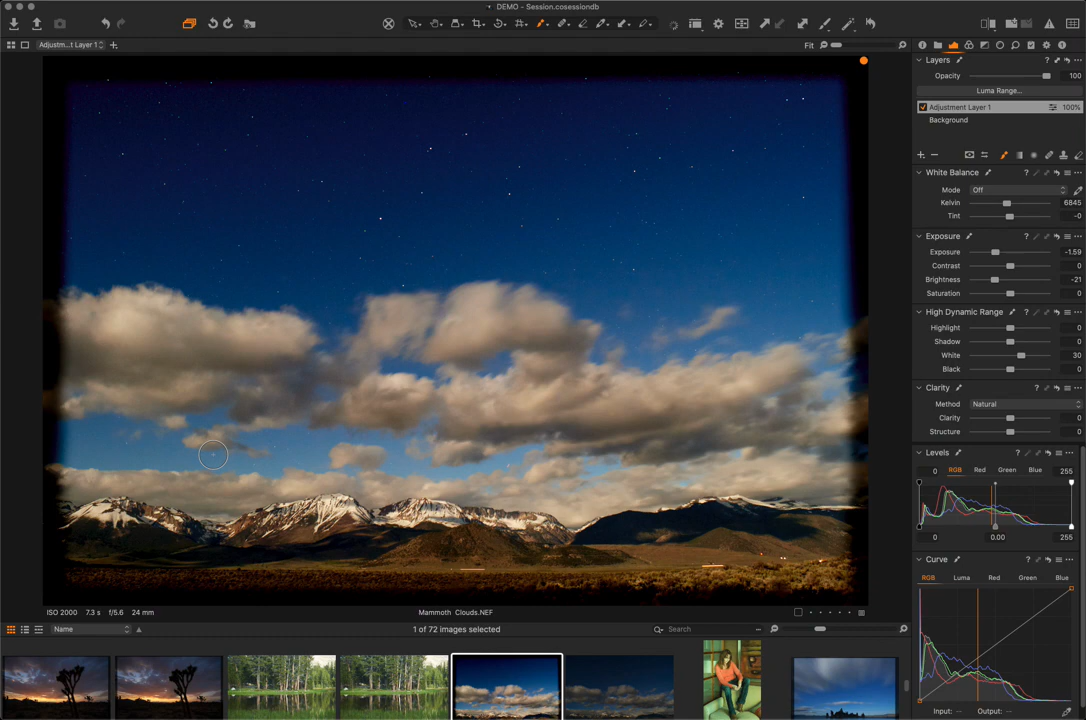 DEMO - Session.cosessiondb
Adjustm...t Layer 1
Fit
Layers
?
Opacity 100
Luma Range...
Adjustment Layer 1 100%
Background
White Balance ?
Mode Off
Kelvin 6845
Tint -0
Exposure ?
Exposure -1.59
Contrast 0
Brightness -21
Saturation 0
High Dynamic Range ?
Highlight 0
Shadow 0
White 30
Black 0
Clarity ?
Method Natural
Clarity 0
Structure 0
Levels ?
0 RGB Red Green Blue 255
0 0.00 255
Curve ?
RGB Luma Red Green Blue
Input: -- Output: --
ISO 2000 7.3 s f/5.6 24 mm
Mammoth Clouds.NEF
Name
1 of 72 images selected
Search